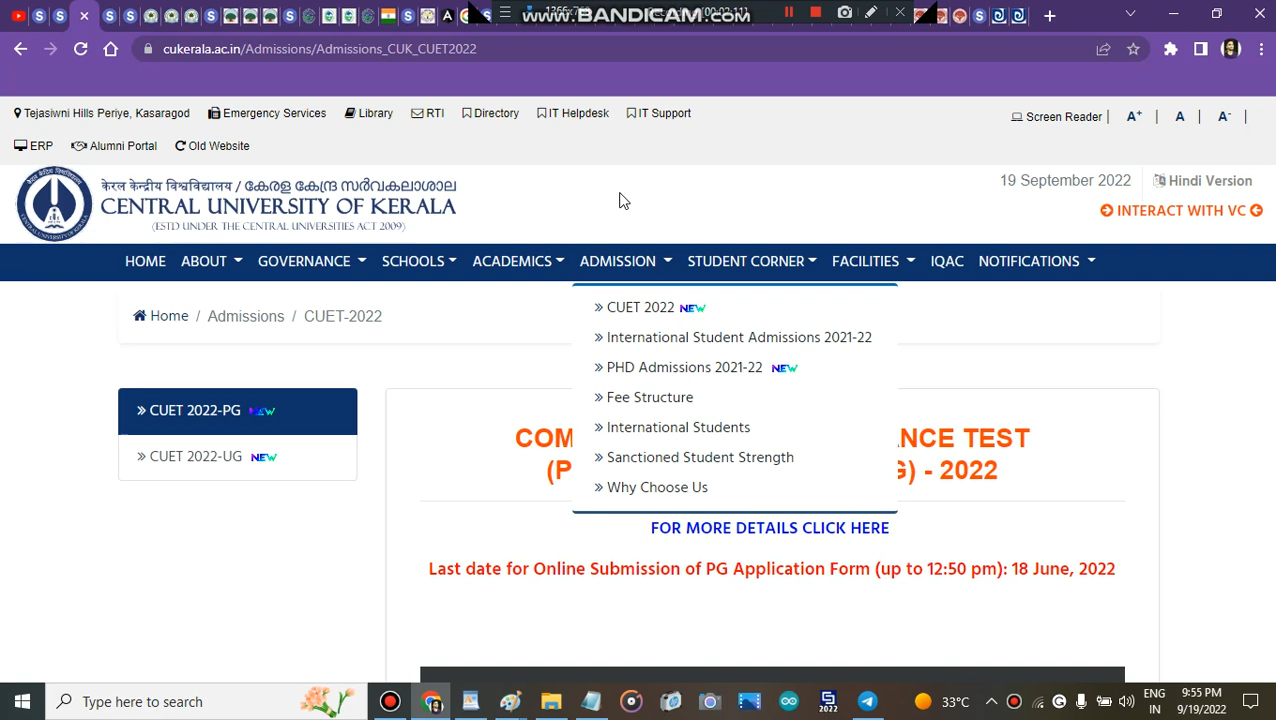 www.BANDICAM.com
cukerala.ac.in/Admissions/Admissions_CUK_CUET2022
Tejasiwni Hills Periye, Kasaragod Emergency Services Library RTI Directory IT Helpdesk IT Support
Screen Reader | A+ | A | A- |
ERP Alumni Portal Old Website
केरल केन्द्रीय विश्वविद्यालय / കേരള കേന്ദ്ര സർവകലാശാല
CENTRAL UNIVERSITY OF KERALA
(ESTD UNDER THE CENTRAL UNIVERSITIES ACT 2009)
19 September 2022 Hindi Version
INTERACT WITH VC
HOME ABOUT GOVERNANCE SCHOOLS ACADEMICS ADMISSION STUDENT CORNER FACILITIES IQAC NOTIFICATIONS
Home / Admissions / CUET-2022
» CUET 2022 NEW
» International Student Admissions 2021-22
» PHD Admissions 2021-22 NEW
» Fee Structure
» International Students
» Sanctioned Student Strength
» Why Choose Us
» CUET 2022-PG NEW
» CUET 2022-UG NEW
COM NCE TEST
(P G) - 2022
FOR MORE DETAILS CLICK HERE
Last date for Online Submission of PG Application Form (up to 12:50 pm): 18 June, 2022
Type here to search
2022
33°C
ENG
IN
9:55 PM
9/19/2022